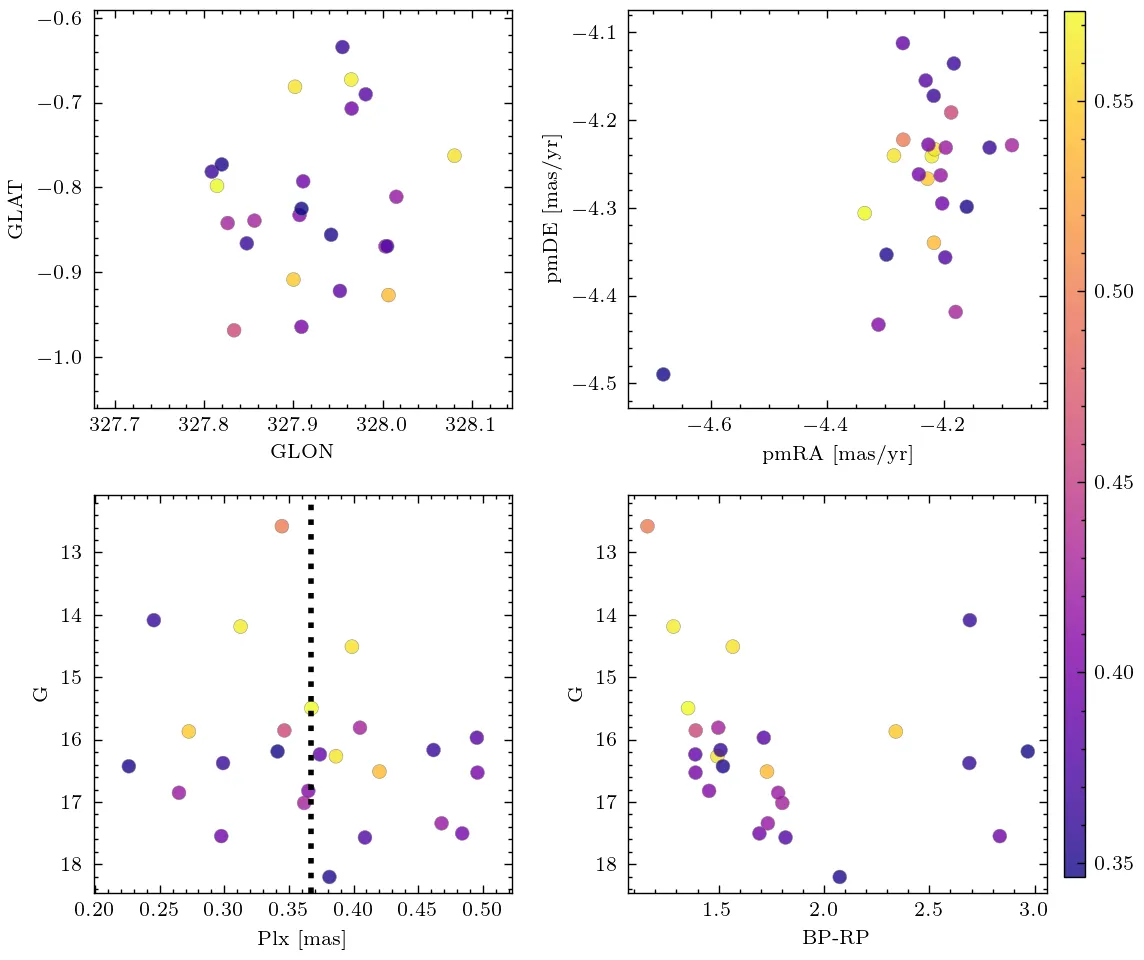 −0.6
−0.7
−0.8
−0.9
−1.0
GLAT
327.7 327.8 327.9 328.0 328.1
GLON
−4.1
−4.2
−4.3
−4.4
−4.5
pmDE [mas/yr]
−4.6 −4.4 −4.2
pmRA [mas/yr]
0.55
0.50
0.45
0.40
0.35
13
14
15
16
17
18
G
0.20 0.25 0.30 0.35 0.40 0.45 0.50
Plx [mas]
13
14
15
16
17
18
G
1.5 2.0 2.5 3.0
BP-RP